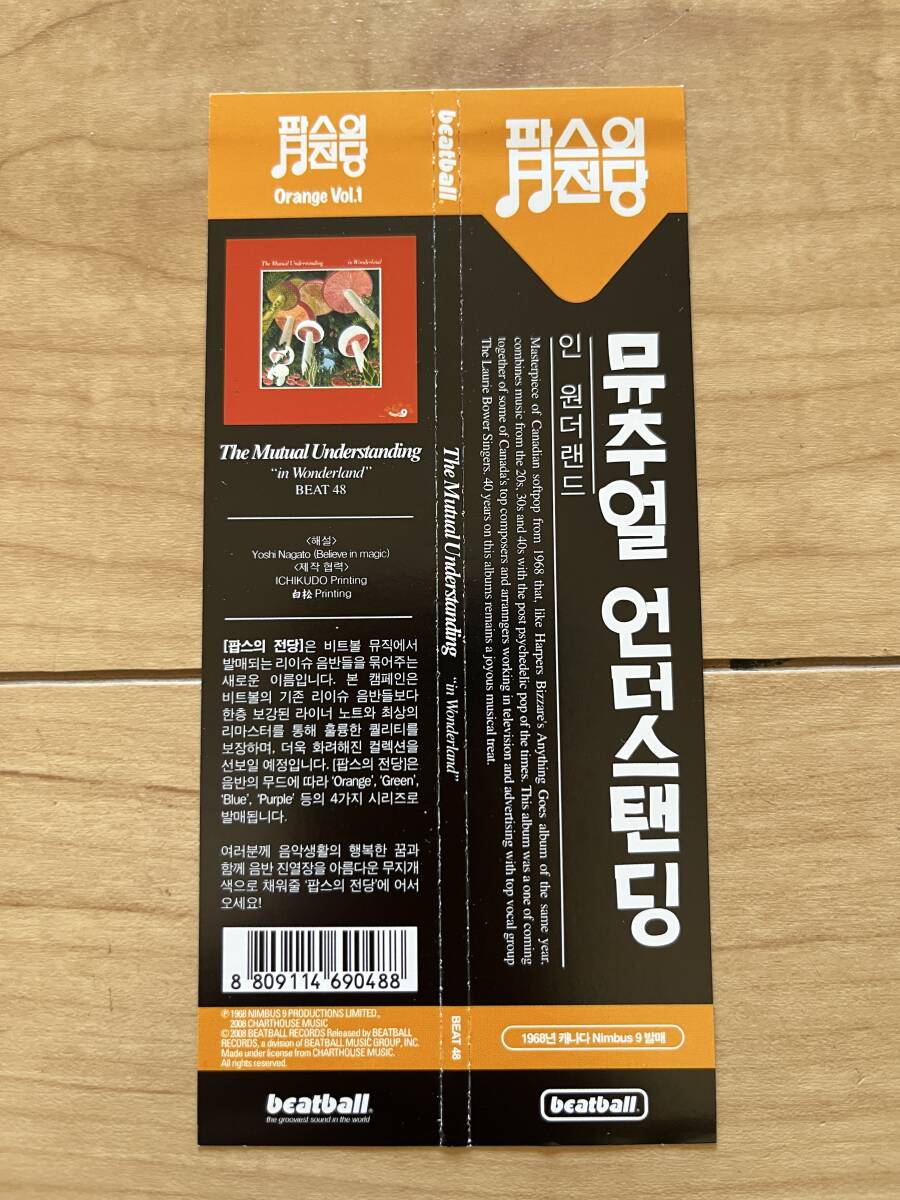 팝스의
전당
Orange Vol.1
The Mutual Understanding
in Wonderland
The Mutual Understanding
“in Wonderland”
BEAT 48
<해설>
Yoshi Nagato (Believe in magic)
<제작 협력>
ICHIKUDO Printing
白松 Printing
[팝스의 전당]은 비트볼 뮤직에서
발매되는 리이슈 음반들을 묶어주는
새로운 이름입니다. 본 캠페인은
비트볼의 기존 리이슈 음반들보다
한층 보강된 라이너 노트와 최상의
리마스터를 통해 훌륭한 퀄리티를
보장하며, 더욱 화려해진 컬렉션을
선보일 예정입니다. [팝스의 전당]은
음반의 무드에 따라 ‘Orange’, ‘Green’,
‘Blue’, ‘Purple’ 등의 4가지 시리즈로
발매됩니다.
여러분께 음악생활의 행복한 꿈과
함께 음반 진열장을 아름다운 무지개
색으로 채워줄 ‘팝스의 전당’에 어서
오세요!
8 809114 690488
℗ 1968 NIMBUS 9 PRODUCTIONS LIMITED.,
2008 CHARTHOUSE MUSIC
© 2008 BEATBALL RECORDS Released by BEATBALL
RECORDS, a division of BEATBALL MUSIC GROUP, INC.
Made under license from CHARTHOUSE MUSIC.
All rights reserved.
beatball.
the grooviest sound in the world
beatball.
The Mutual Understanding “in Wonderland”
BEAT 48
팝스의
전당
뮤추얼 언더스탠딩
인 원더랜드
Masterpiece of Canadian softpop from 1968 that, like Harpers Bizzare's Anything Goes album of the same year,
combines music from the 20s, 30s and 40s with the post psychedelic pop of the times. This album was a one of coming
together of some of Canada's top composers and arranngers working in television and advertising with top vocal group
The Laurie Bower Singers. 40 years on this albums remains a joyous musical treat.
1968년 캐나다 Nimbus 9 발매
beatball.